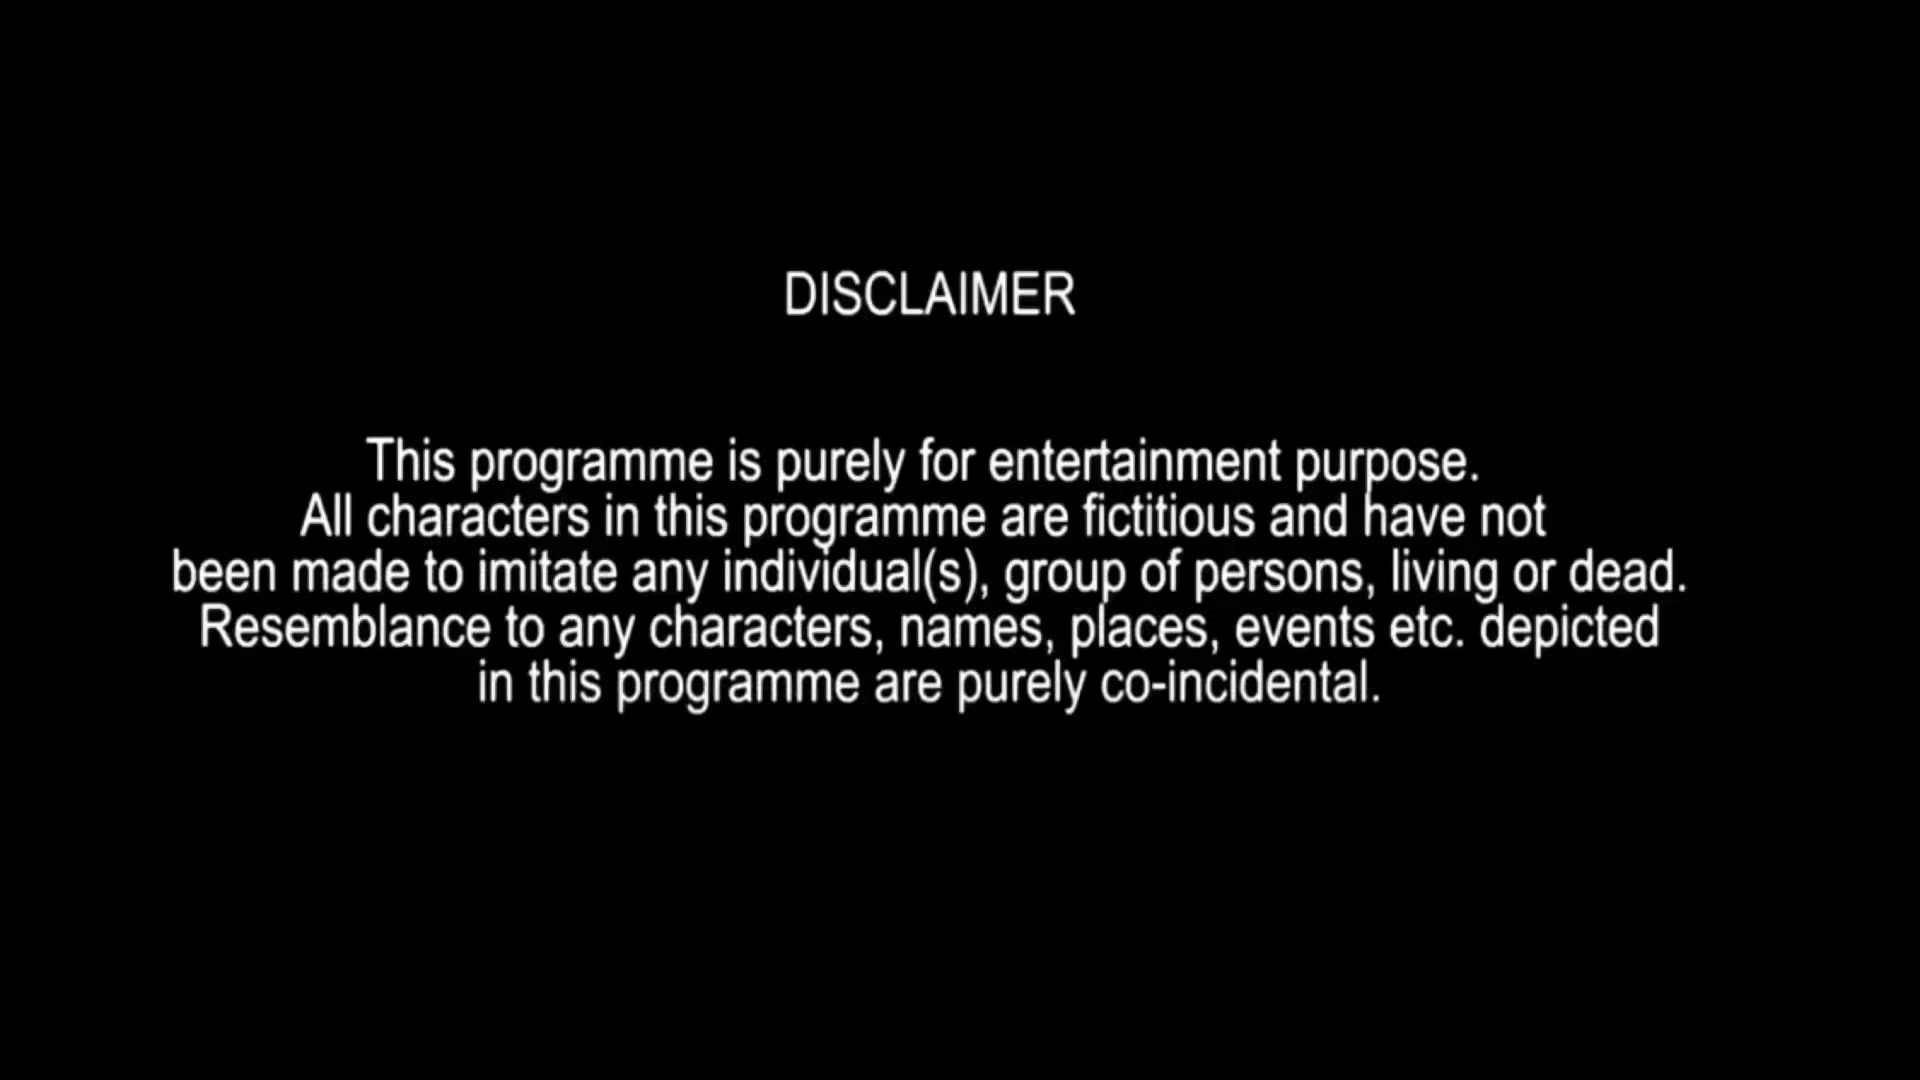 DISCLAIMER
This programme is purely for entertainment purpose.
All characters in this programme are fictitious and have not
been made to imitate any individual(s), group of persons, living or dead.
Resemblance to any characters, names, places, events etc. depicted
in this programme are purely co-incidental.